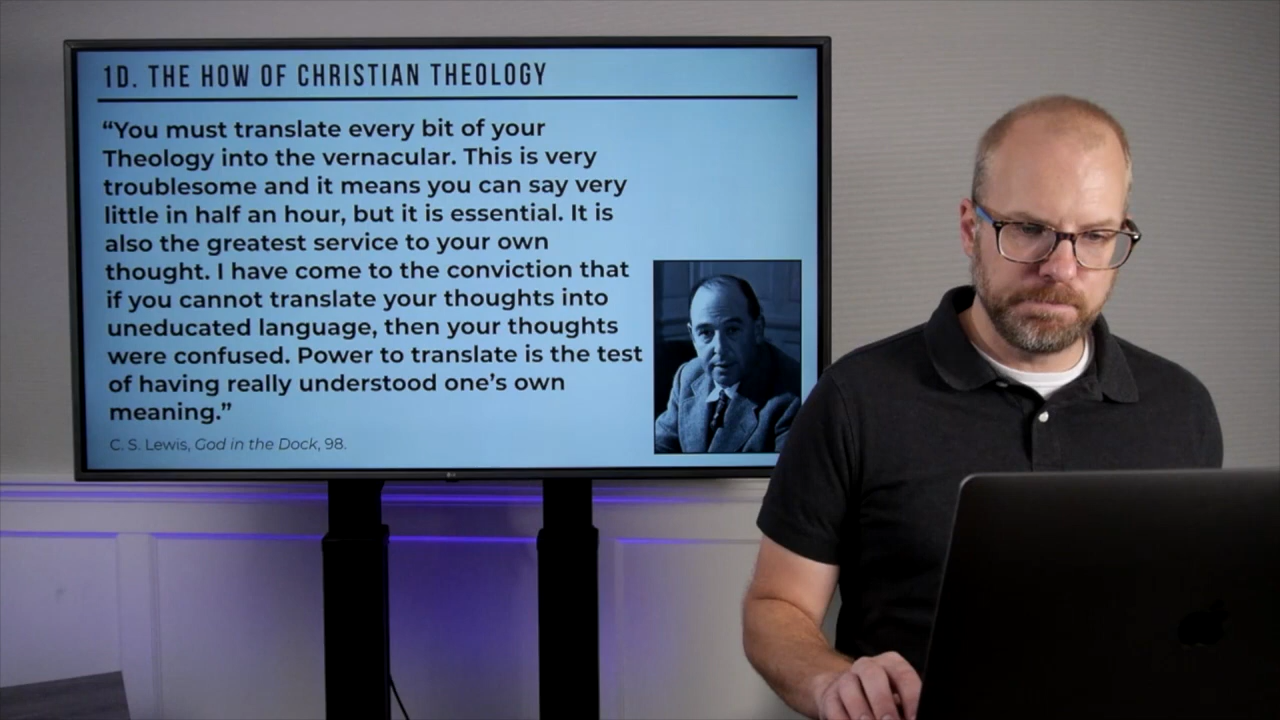 1D. THE HOW OF CHRISTIAN THEOLOGY
“You must translate every bit of your
Theology into the vernacular. This is very
troublesome and it means you can say very
little in half an hour, but it is essential. It is
also the greatest service to your own
thought. I have come to the conviction that
if you cannot translate your thoughts into
uneducated language, then your thoughts
were confused. Power to translate is the test
of having really understood one’s own
meaning.”
C. S. Lewis, God in the Dock, 98.
LG